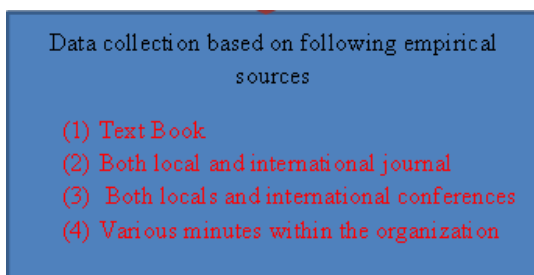 Data collection based on following empirical
sources
(1) Text Book
(2) Both local and international journal
(3) Both locals and international conferences
(4) Various minutes within the organization